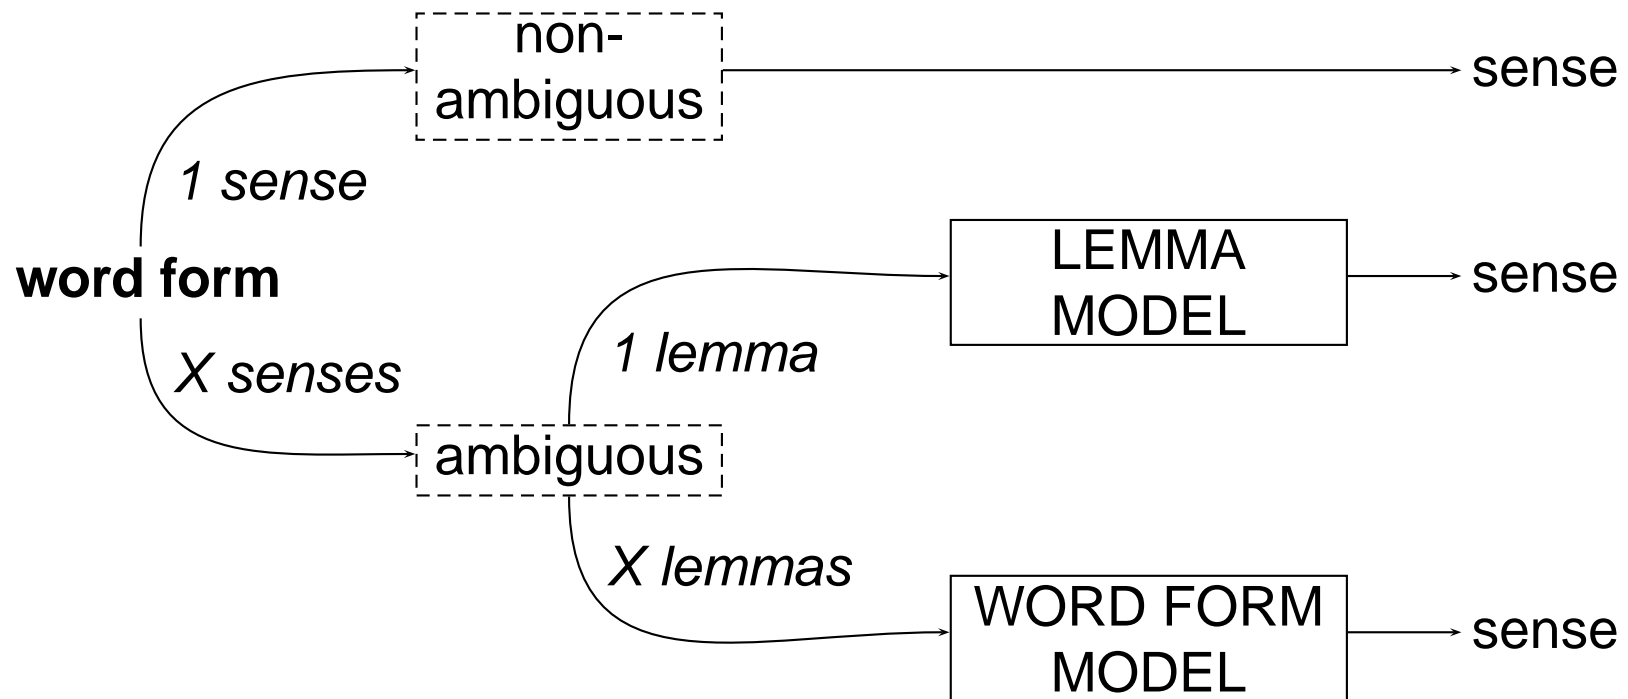 non-
ambiguous
sense
1 sense
LEMMA
MODEL
sense
word form
1 lemma
X senses
ambiguous
X lemmas
WORD FORM
MODEL
sense